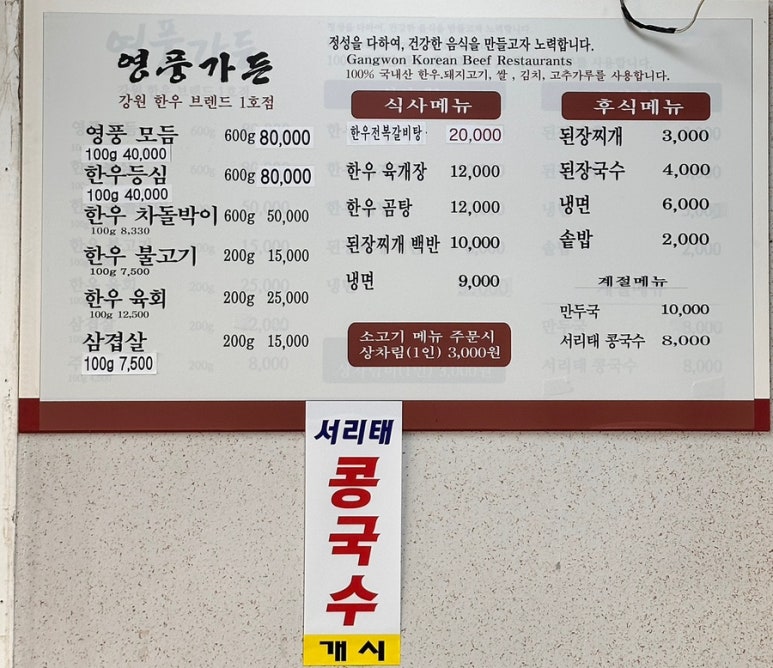 영풍가든
강원 한우 브랜드 1호점
영풍 모듬 600g 80,000
100g 40,000
한우등심 600g 80,000
100g 40,000
한우 차돌박이 600g 50,000
100g 8,330
한우 불고기 200g 15,000
100g 7,500
한우 육회 200g 25,000
100g 12,500
삼겹살 200g 15,000
100g 7,500
정성을 다하여, 건강한 음식을 만들고자 노력합니다.
Gangwon Korean Beef Restaurants
100% 국내산 한우.돼지고기, 쌀, 김치, 고추가루를 사용합니다.
식사메뉴
한우전복갈비탕 20,000
한우 육개장 12,000
한우 곰탕 12,000
된장찌개 백반 10,000
냉면 9,000
소고기 메뉴 주문시
상차림(1인) 3,000원
후식메뉴
된장찌개 3,000
된장국수 4,000
냉면 6,000
솥밥 2,000
계절메뉴
만두국 10,000
서리태 콩국수 8,000
서리태
콩
국
수
개시